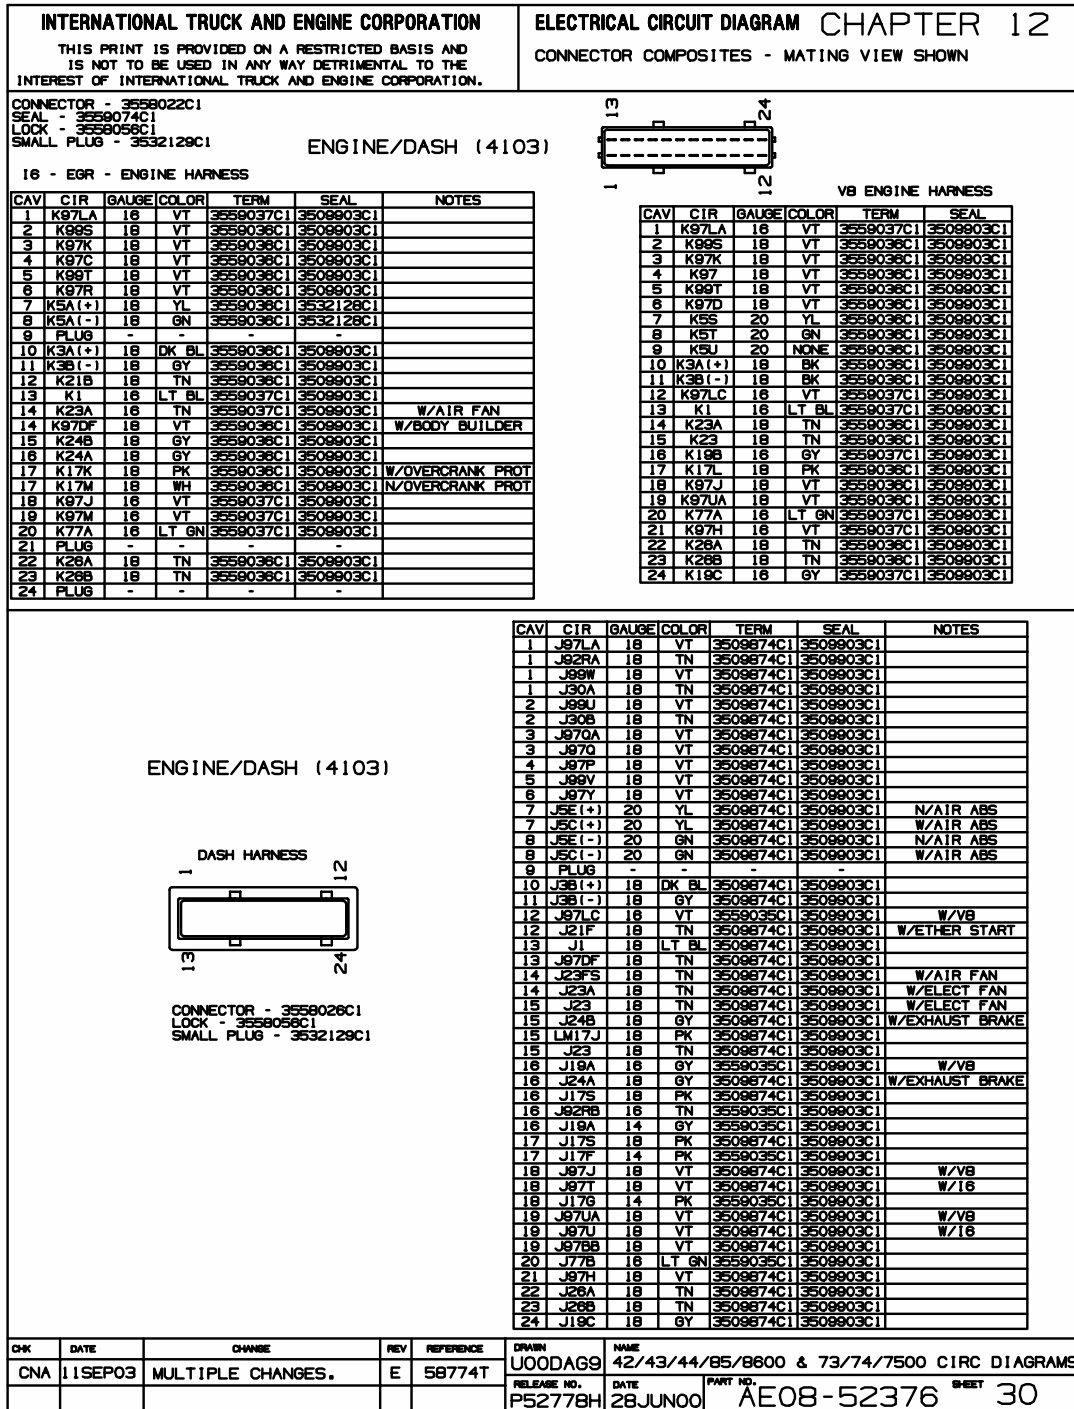 INTERNATIONAL TRUCK AND ENGINE CORPORATION
THIS PRINT IS PROVIDED ON A RESTRICTED BASIS AND
IS NOT TO BE USED IN ANY WAY DETRIMENTAL TO THE
INTEREST OF INTERNATIONAL TRUCK AND ENGINE CORPORATION.
ELECTRICAL CIRCUIT DIAGRAM CHAPTER 12
CONNECTOR COMPOSITES - MATING VIEW SHOWN
CONNECTOR - 3558022C1
SEAL - 3559074C1
LOCK - 3558056C1
SMALL PLUG - 3532129C1
ENGINE/DASH (4103)
13 24
1 12
I6 - EGR - ENGINE HARNESS
CAV CIR GAUGE COLOR TERM SEAL NOTES
1 K97LA 16 VT 3559037C1 3509903C1
2 K99S 18 VT 3559036C1 3509903C1
3 K97K 18 VT 3559036C1 3509903C1
4 K97C 18 VT 3559036C1 3509903C1
5 K99T 18 VT 3559036C1 3509903C1
6 K97R 18 VT 3559036C1 3509903C1
7 K5A(+) 18 YL 3559036C1 3532128C1
8 K5A(-) 18 GN 3559036C1 3532128C1
9 PLUG - - - -
10 K3A(+) 18 DK BL 3559036C1 3509903C1
11 K3B(-) 18 GY 3559036C1 3509903C1
12 K21B 18 TN 3559036C1 3509903C1
13 K1 16 LT BL 3559037C1 3509903C1
14 K23A 16 TN 3559037C1 3509903C1 W/AIR FAN
14 K97DF 18 VT 3559036C1 3509903C1 W/BODY BUILDER
15 K24B 18 GY 3559036C1 3509903C1
16 K24A 18 GY 3559036C1 3509903C1
17 K17K 18 PK 3559036C1 3509903C1 W/OVERCRANK PROT
17 K17M 18 WH 3559036C1 3509903C1 N/OVERCRANK PROT
18 K97J 16 VT 3559037C1 3509903C1
19 K97M 16 VT 3559037C1 3509903C1
20 K77A 16 LT GN 3559037C1 3509903C1
21 PLUG - - - -
22 K26A 18 TN 3559036C1 3509903C1
23 K26B 18 TN 3559036C1 3509903C1
24 PLUG - - - -
V8 ENGINE HARNESS
CAV CIR GAUGE COLOR TERM SEAL
1 K97LA 16 VT 3559037C1 3509903C1
2 K99S 18 VT 3559036C1 3509903C1
3 K97K 18 VT 3559036C1 3509903C1
4 K97 18 VT 3559036C1 3509903C1
5 K99T 18 VT 3559036C1 3509903C1
6 K97D 18 VT 3559036C1 3509903C1
7 K5S 20 YL 3559036C1 3509903C1
8 K5T 20 GN 3559036C1 3509903C1
9 K5U 20 NONE 3559036C1 3509903C1
10 K3A(+) 18 BK 3559036C1 3509903C1
11 K3B(-) 18 BK 3559036C1 3509903C1
12 K97LC 16 VT 3559037C1 3509903C1
13 K1 16 LT BL 3559037C1 3509903C1
14 K23A 18 TN 3559036C1 3509903C1
15 K23 18 TN 3559036C1 3509903C1
16 K19B 16 GY 3559037C1 3509903C1
17 K17L 18 PK 3559036C1 3509903C1
18 K97J 18 VT 3559036C1 3509903C1
19 K97UA 18 VT 3559036C1 3509903C1
20 K77A 16 LT GN 3559037C1 3509903C1
21 K97H 16 VT 3559037C1 3509903C1
22 K26A 18 TN 3559036C1 3509903C1
23 K26B 18 TN 3559036C1 3509903C1
24 K19C 16 GY 3559037C1 3509903C1
ENGINE/DASH (4103)
DASH HARNESS
1 12
13 24
CONNECTOR - 3558026C1
LOCK - 3558056C1
SMALL PLUG - 3532129C1
CAV CIR GAUGE COLOR TERM SEAL NOTES
1 J97LA 18 VT 3509874C1 3509903C1
1 J92RA 18 TN 3509874C1 3509903C1
1 J99W 18 VT 3509874C1 3509903C1
1 J30A 18 TN 3509874C1 3509903C1
2 J99U 18 VT 3509874C1 3509903C1
2 J30B 18 TN 3509874C1 3509903C1
3 J97QA 18 VT 3509874C1 3509903C1
3 J97Q 18 VT 3509874C1 3509903C1
4 J97P 18 VT 3509874C1 3509903C1
5 J99V 18 VT 3509874C1 3509903C1
6 J97Y 18 VT 3509874C1 3509903C1
7 J5E(+) 20 YL 3509874C1 3509903C1 N/AIR ABS
7 J5C(+) 20 YL 3509874C1 3509903C1 W/AIR ABS
8 J5E(-) 20 GN 3509874C1 3509903C1 N/AIR ABS
8 J5C(-) 20 GN 3509874C1 3509903C1 W/AIR ABS
9 PLUG - - - -
10 J3B(+) 18 DK BL 3509874C1 3509903C1
11 J3B(-) 18 GY 3509874C1 3509903C1
12 J97LC 16 VT 3559035C1 3509903C1 W/V8
12 J21F 18 TN 3509874C1 3509903C1 W/ETHER START
13 J1 18 LT BL 3509874C1 3509903C1
13 J97DF 18 TN 3509874C1 3509903C1
14 J23FS 18 TN 3509874C1 3509903C1 W/AIR FAN
14 J23A 18 TN 3509874C1 3509903C1 W/ELECT FAN
15 J23 18 TN 3509874C1 3509903C1 W/ELECT FAN
15 J24B 18 GY 3509874C1 3509903C1 W/EXHAUST BRAKE
15 LM17J 18 PK 3509874C1 3509903C1
15 J23 18 TN 3509874C1 3509903C1
16 J19A 16 GY 3559035C1 3509903C1 W/V8
16 J24A 18 GY 3509874C1 3509903C1 W/EXHAUST BRAKE
16 J17S 18 PK 3509874C1 3509903C1
16 J92RB 16 TN 3559035C1 3509903C1
16 J19A 14 GY 3559035C1 3509903C1
17 J17S 18 PK 3509874C1 3509903C1
17 J17F 14 PK 3559035C1 3509903C1
18 J97J 18 VT 3509874C1 3509903C1 W/V8
18 J97T 18 VT 3509874C1 3509903C1 W/I6
18 J17G 14 PK 3559035C1 3509903C1
19 J97UA 18 VT 3509874C1 3509903C1 W/V8
19 J97U 18 VT 3509874C1 3509903C1 W/I6
19 J97BB 18 VT 3509874C1 3509903C1
20 J77B 16 LT GN 3559035C1 3509903C1
21 J97H 18 VT 3509874C1 3509903C1
22 J26A 18 TN 3509874C1 3509903C1
23 J26B 18 TN 3509874C1 3509903C1
24 J19C 18 GY 3509874C1 3509903C1
CHK DATE CHANGE REV REFERENCE
CNA 11SEP03 MULTIPLE CHANGES. E 58774T
DRAWN U00DAG9
NAME 42/43/44/85/8600 & 73/74/7500 CIRC DIAGRAMS
RELEASE NO. P52778H
DATE 28JUN00
PART NO. AE08-52376
SHEET 30